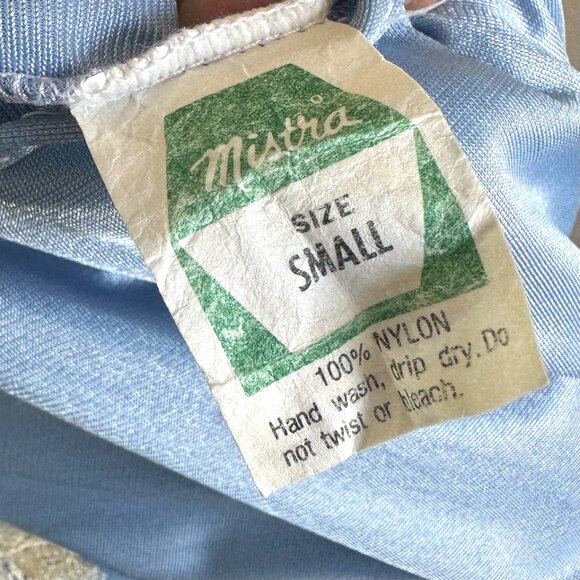 Mistra
SIZE
SMALL
100% NYLON
Hand wash, drip dry. Do
not twist or bleach.